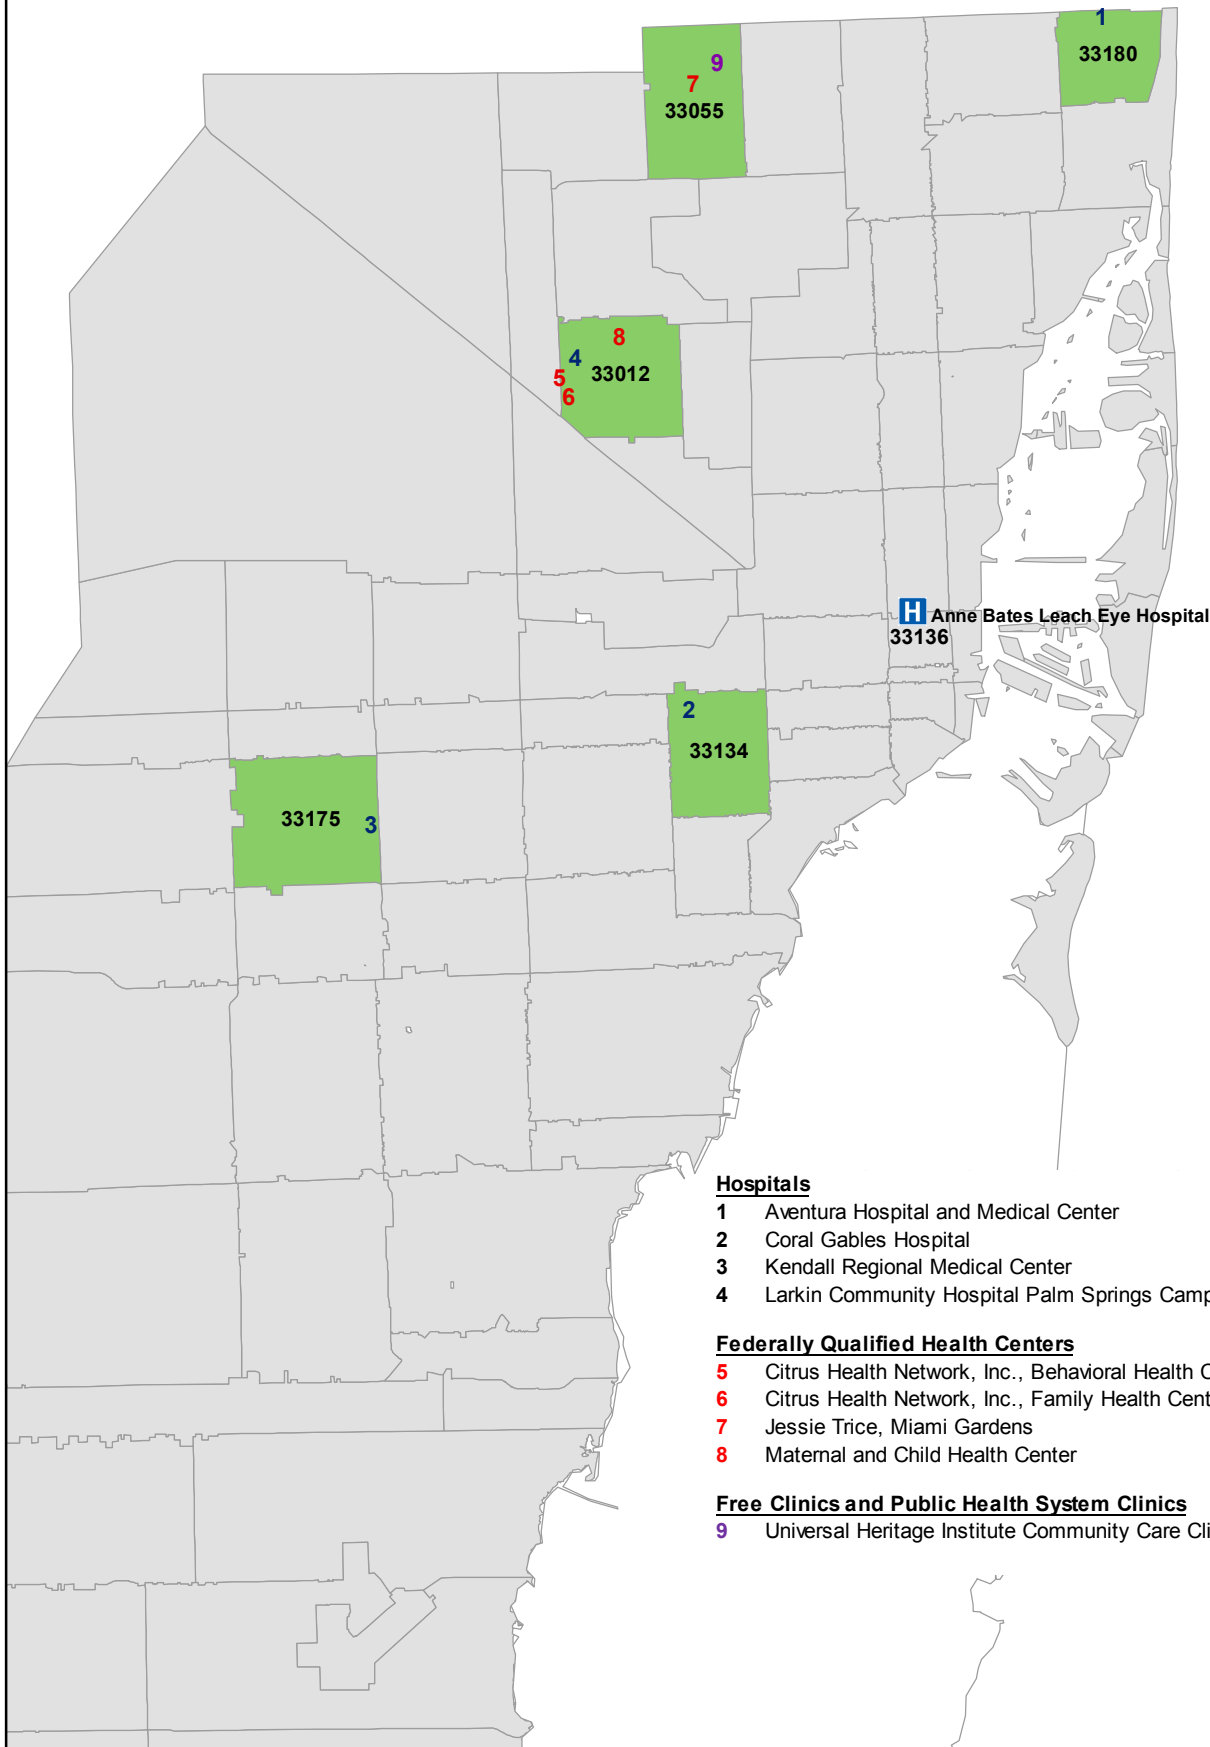 1
33180
9
7
33055
8
4
33012
5
6
H Anne Bates Leach Eye Hospital
33136
2
33134
33175
3
Hospitals
1 Aventura Hospital and Medical Center
2 Coral Gables Hospital
3 Kendall Regional Medical Center
4 Larkin Community Hospital Palm Springs Camp
Federally Qualified Health Centers
5 Citrus Health Network, Inc., Behavioral Health C
6 Citrus Health Network, Inc., Family Health Cent
7 Jessie Trice, Miami Gardens
8 Maternal and Child Health Center
Free Clinics and Public Health System Clinics
9 Universal Heritage Institute Community Care Cli